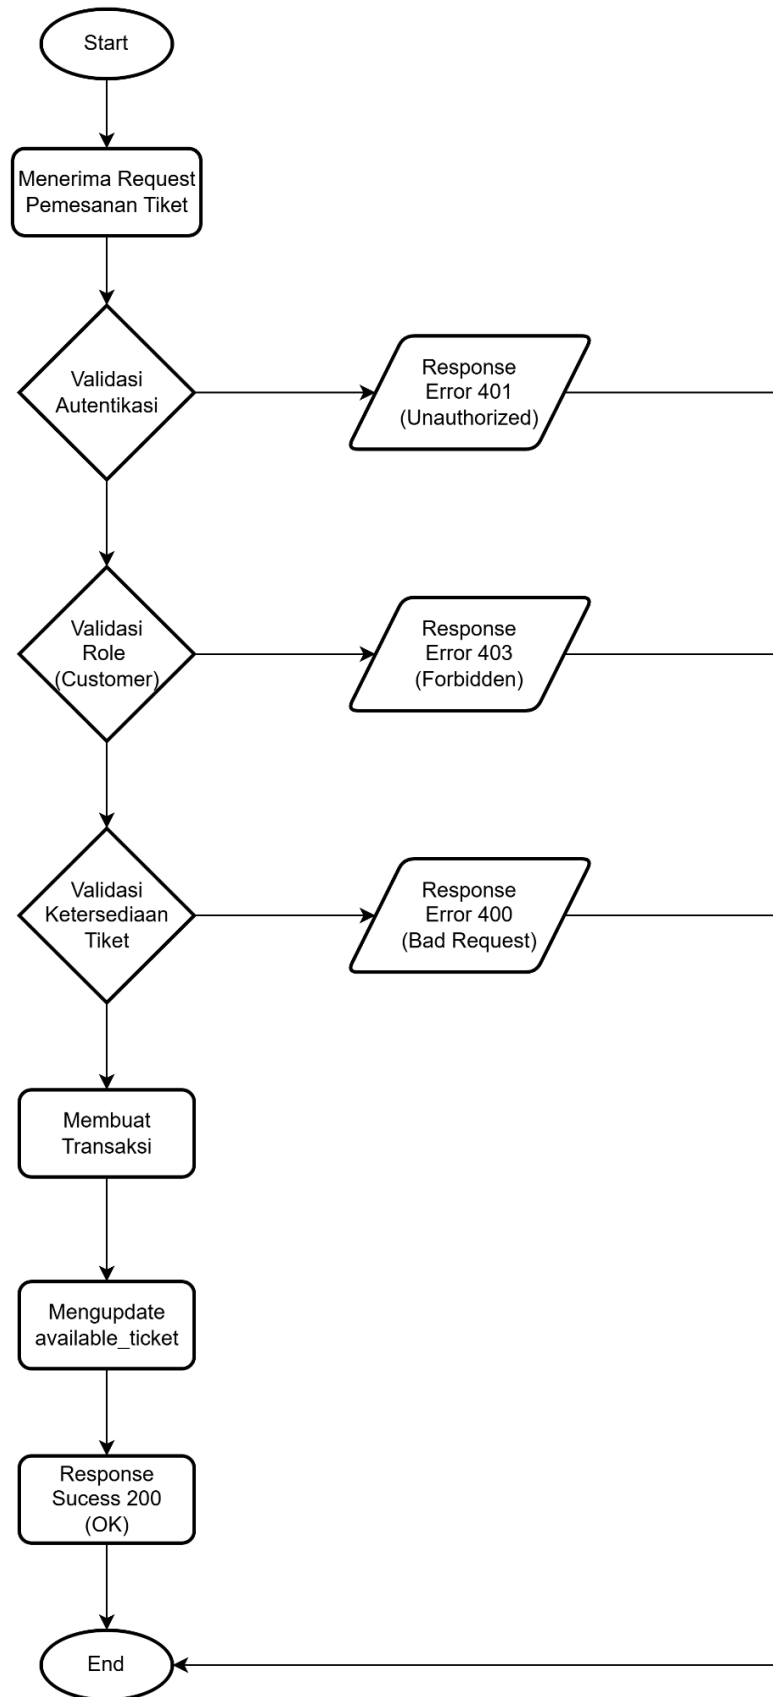 Start
Menerima Request
Pemesanan Tiket
Validasi
Autentikasi
Response
Error 401
(Unauthorized)
Validasi
Role
(Customer)
Response
Error 403
(Forbidden)
Validasi
Ketersediaan
Tiket
Response
Error 400
(Bad Request)
Membuat
Transaksi
Mengupdate
available_ticket
Response
Sucess 200
(OK)
End